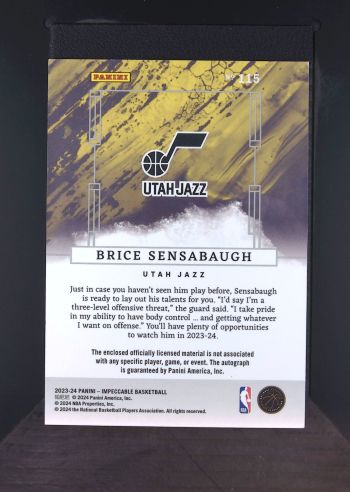 PANINI
Nº 115
UTAH JAZZ
BRICE SENSABAUGH
UTAH JAZZ
Just in case you haven't seen him play before, Sensabaugh
is ready to lay out his talents for you. "I'd say I'm a
three-level offensive threat," the guard said. "I take pride
in my ability to have body control ... and getting whatever
I want on offense." You'll have plenty of opportunities
to watch him in 2023-24.
The enclosed officially licensed material is not associated
with any specific player, game, or event. The autograph
is guaranteed by Panini America, Inc.
2023-24 PANINI – IMPECCABLE BASKETBALL
© 2024 Panini America, Inc.
© 2024 NBA Properties, Inc.
© 2024 the National Basketball Players Association. All rights reserved.
NBA